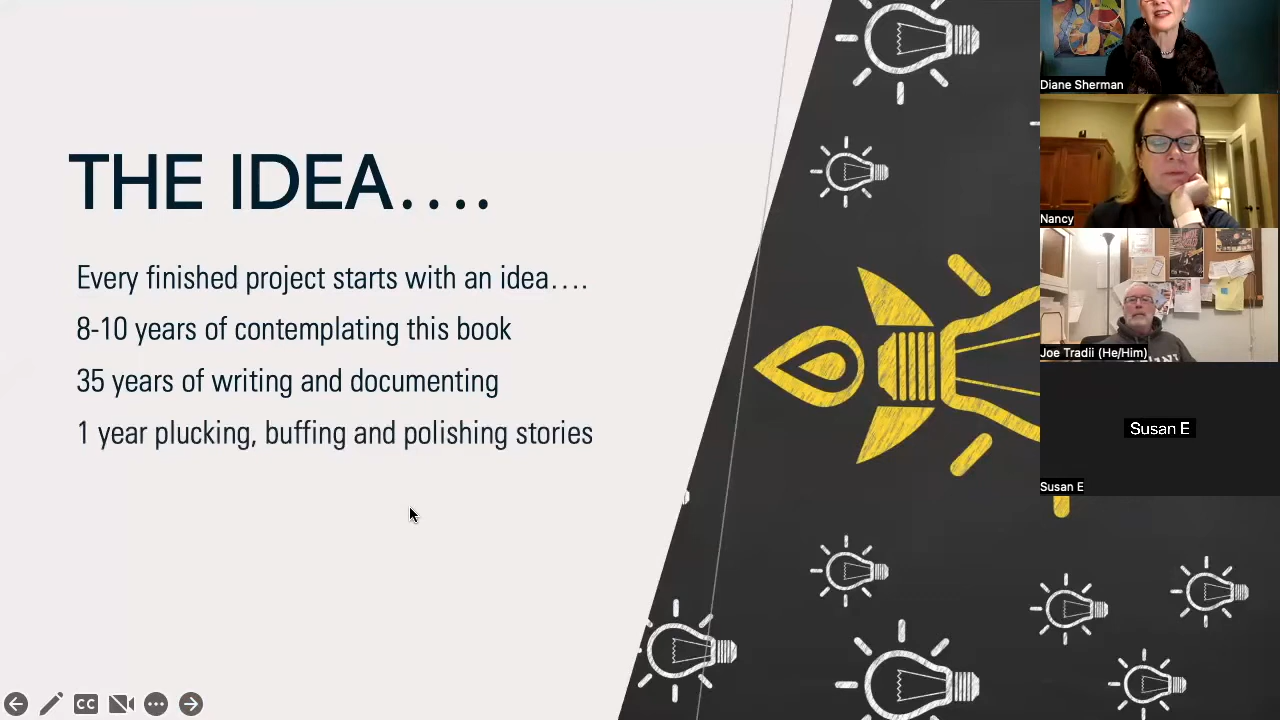 THE IDEA….
Every finished project starts with an idea….
8-10 years of contemplating this book
35 years of writing and documenting
1 year plucking, buffing and polishing stories
Diane Sherman
Nancy
Joe Tradii (He/Him)
Susan E
Susan E
CC